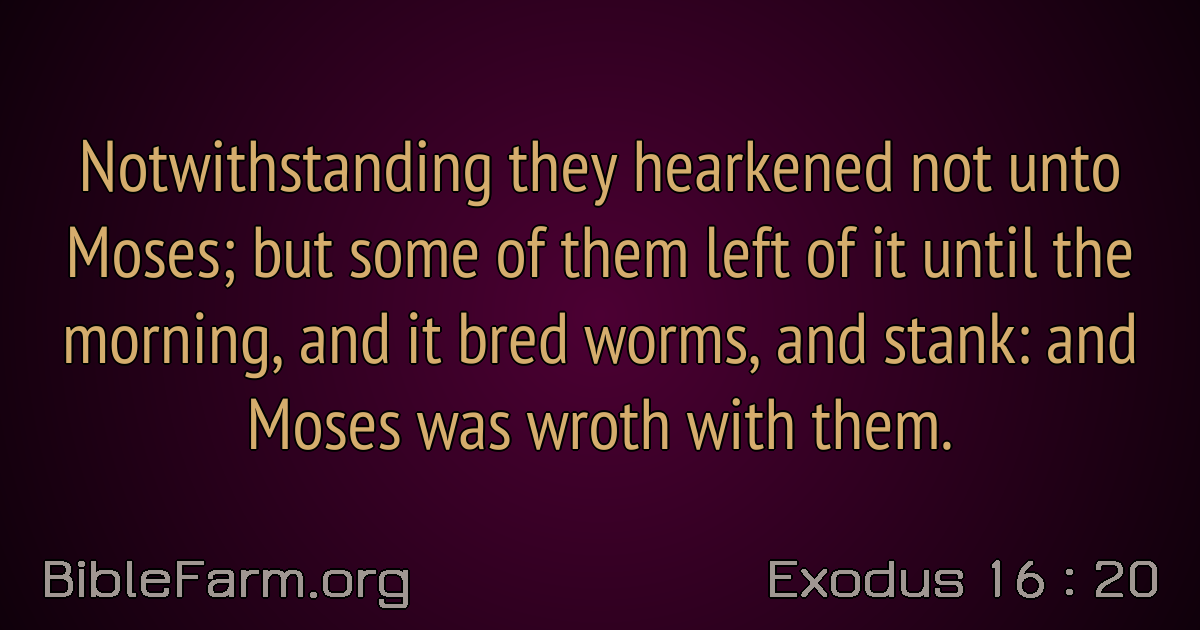 Notwithstanding they hearkened not unto
Moses; but some of them left of it until the
morning, and it bred worms, and stank: and
Moses was wroth with them.
BibleFarm.org
Exodus 16 : 20